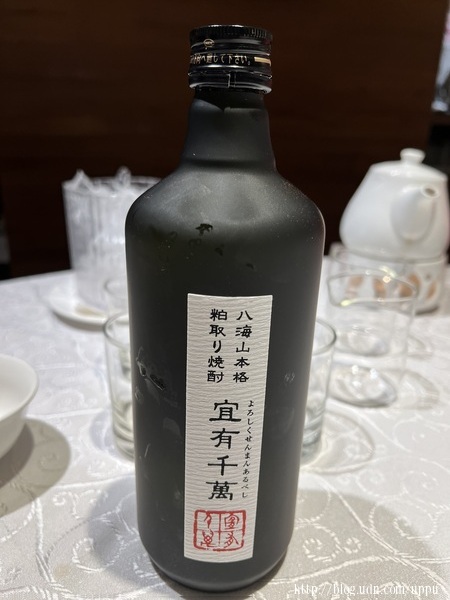 八海山本格
粕取り焼酎
よろしくせんまんあるべし
宜有千萬
http://blog.udn.com/uppu